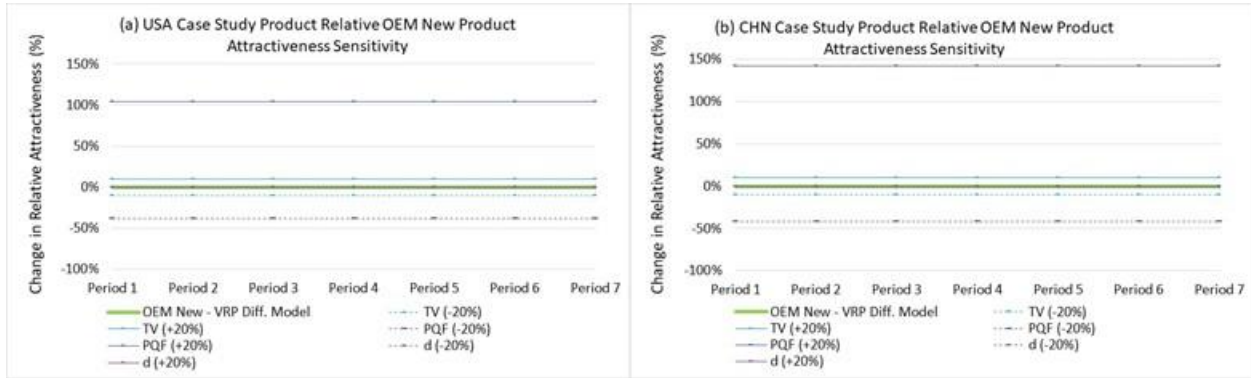 (a) USA Case Study Product Relative OEM New Product
Attractiveness Sensitivity
Change in Relative Attractiveness (%)
150%
100%
50%
0%
-50%
-100%
Period 1 Period 2 Period 3 Period 4 Period 5 Period 6 Period 7
OEM New - VRP Diff. Model
TV (-20%)
TV (+20%)
PQF (-20%)
PQF (+20%)
d (-20%)
d (+20%)
(b) CHN Case Study Product Relative OEM New Product
Attractiveness Sensitivity
Change in Relative Attractiveness (%)
150%
100%
50%
0%
-50%
-100%
Period 1 Period 2 Period 3 Period 4 Period 5 Period 6 Period 7
OEM New - VRP Diff. Model
TV (-20%)
TV (+20%)
PQF (-20%)
PQF (+20%)
d (-20%)
d (+20%)